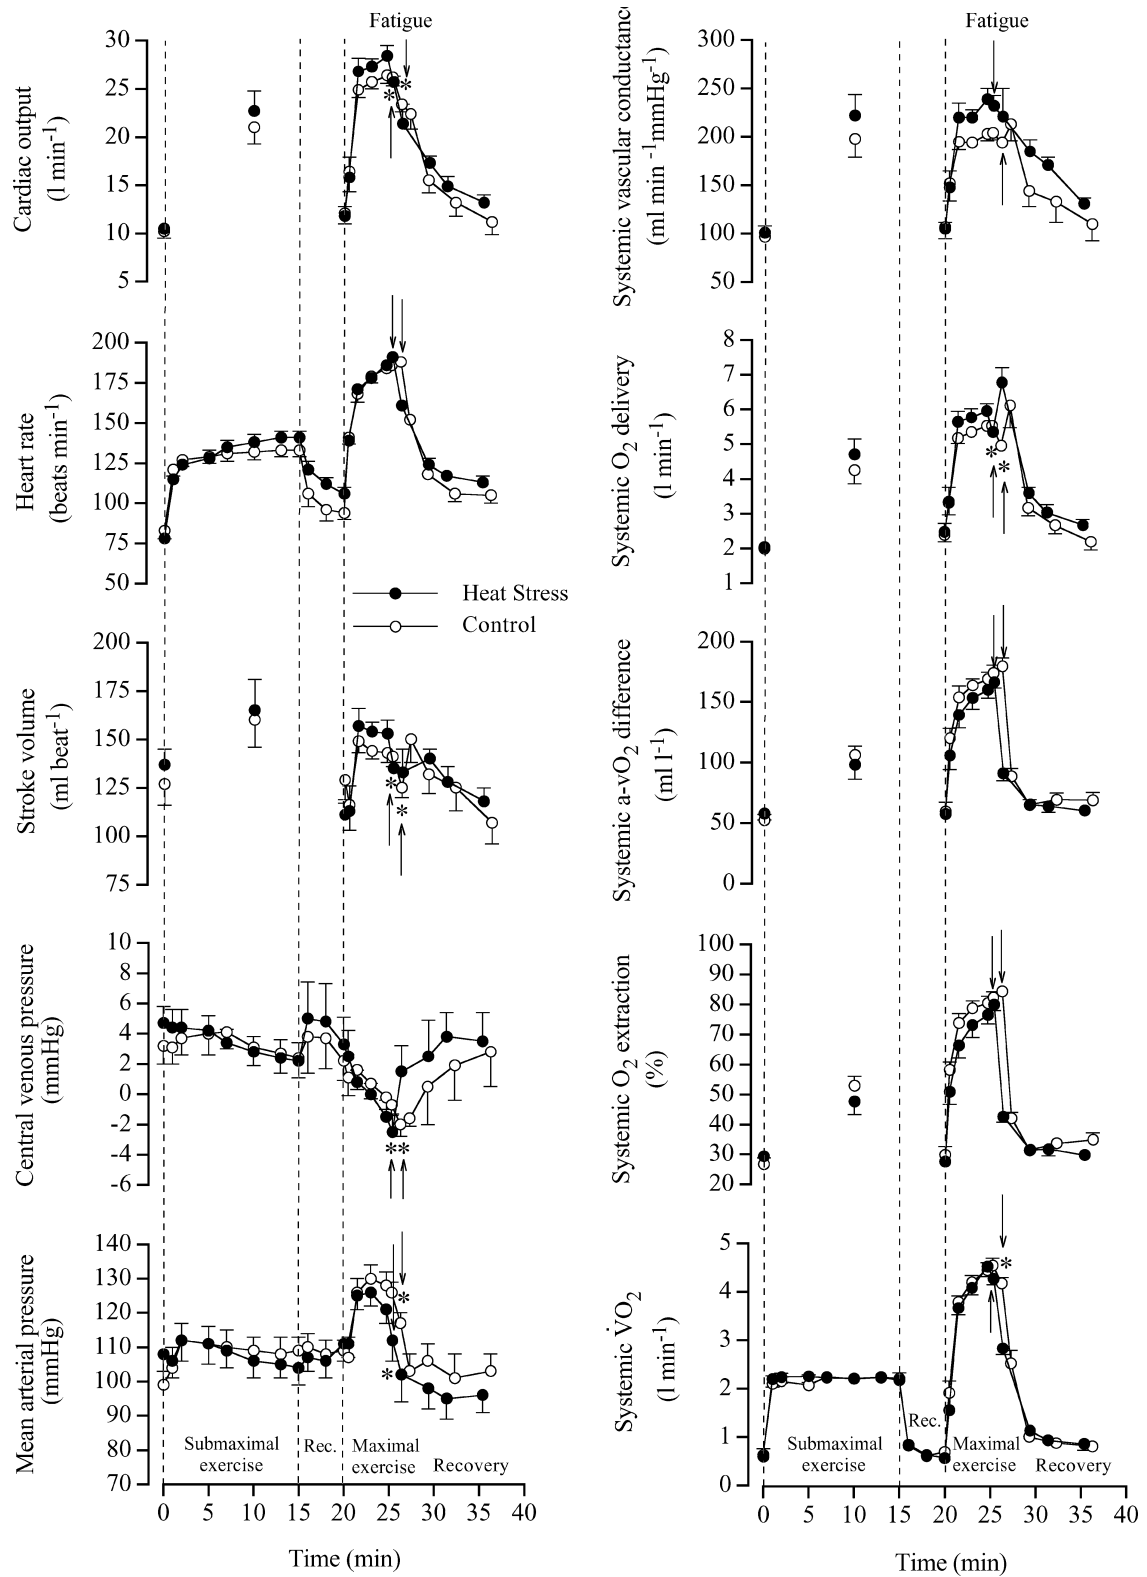 Fatigue
Cardiac output
(l min⁻¹)
30
25
20
15
10
5
*
*
Heart rate
(beats min⁻¹)
200
175
150
125
100
75
50
Heat Stress
Control
Stroke volume
(ml beat⁻¹)
200
175
150
125
100
75
*
*
Central venous pressure
(mmHg)
10
8
6
4
2
0
-2
-4
-6
**
Mean arterial pressure
(mmHg)
140
130
120
110
100
90
80
70
*
*
Submaximal
exercise
Rec.
Maximal
exercise
Recovery
0 5 10 15 20 25 30 35 40
Time (min)
Fatigue
Systemic vascular conductance
(ml min⁻¹mmHg⁻¹)
300
250
200
150
100
50
Systemic O₂ delivery
(l min⁻¹)
8
7
6
5
4
3
2
1
*
*
Systemic a-vO₂ difference
(ml l⁻¹)
200
150
100
50
0
Systemic O₂ extraction
(%)
100
90
80
70
60
50
40
30
20
Systemic V̇O₂
(l min⁻¹)
5
4
3
2
1
0
*
Submaximal
exercise
Rec.
Maximal
exercise
Recovery
0 5 10 15 20 25 30 35 40
Time (min)